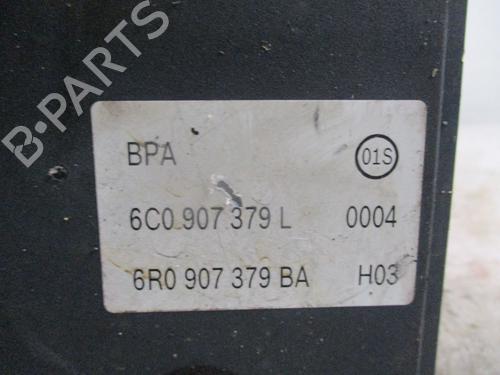 B-PARTS
BPA 01S
6C0 907 379 L 0004
6R0 907 379 BA H03